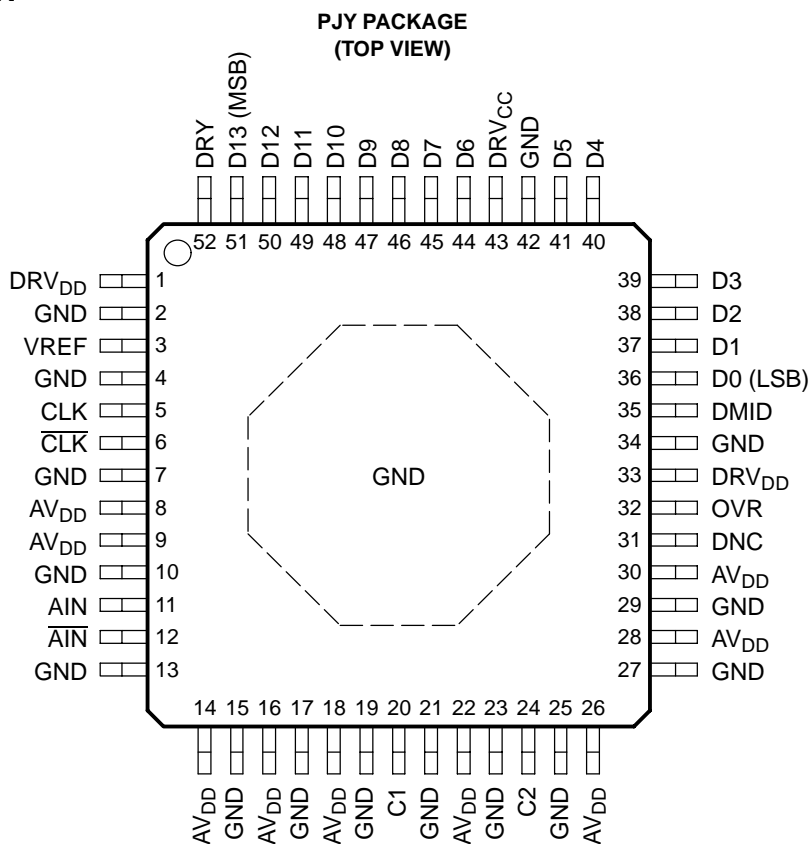 PJY PACKAGE
(TOP VIEW)
DRY
D13 (MSB)
D12
D11
D10
D9
D8
D7
D6
DRVCC
GND
D5
D4
52 51 50 49 48 47 46 45 44 43 42 41 40
DRVDD 1
GND 2
VREF 3
GND 4
CLK 5
CLK 6
GND 7
AVDD 8
AVDD 9
GND 10
AIN 11
AIN 12
GND 13
GND
39 D3
38 D2
37 D1
36 D0 (LSB)
35 DMID
34 GND
33 DRVDD
32 OVR
31 DNC
30 AVDD
29 GND
28 AVDD
27 GND
14 15 16 17 18 19 20 21 22 23 24 25 26
AVDD
GND
AVDD
GND
AVDD
GND
C1
GND
AVDD
GND
C2
GND
AVDD